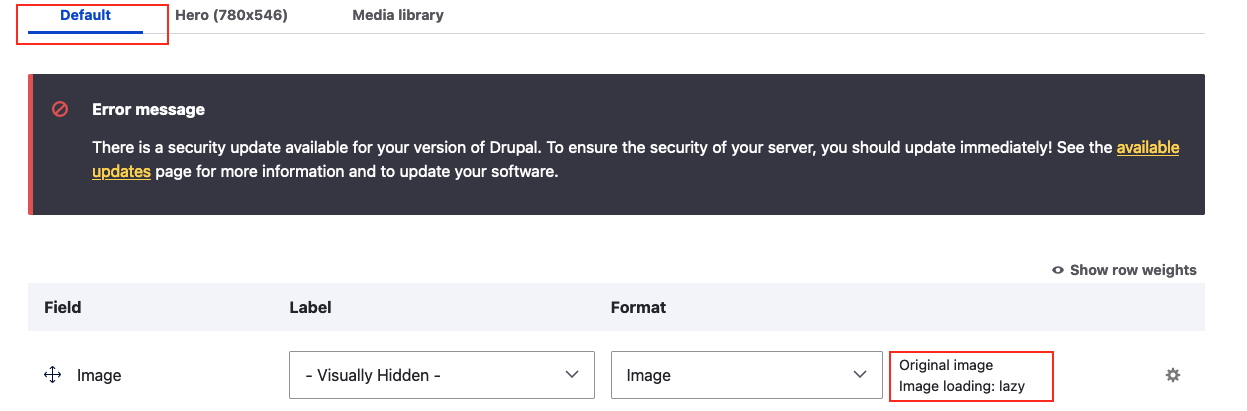 Default Hero (780x546) Media library
Error message
There is a security update available for your version of Drupal. To ensure the security of your server, you should update immediately! See the available
updates page for more information and to update your software.
Show row weights
Field Label Format
Image - Visually Hidden - Image Original image
Image loading: lazy